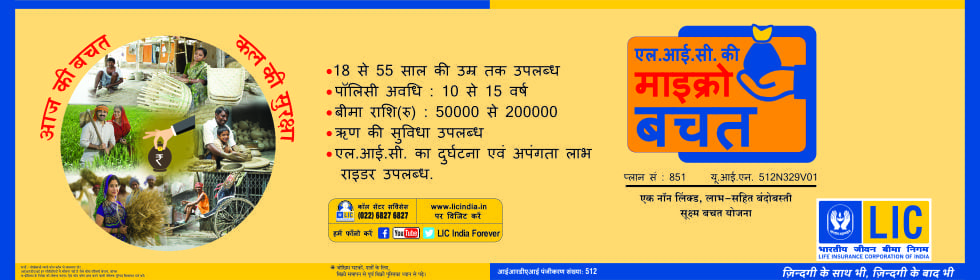 आज की बचत
कल की सुरक्षा
₹
•18 से 55 साल की उम्र तक उपलब्ध
•पॉलिसी अवधि : 10 से 15 वर्ष
•बीमा राशि(रु) : 50000 से 200000
•ऋण की सुविधा उपलब्ध
•एल.आई.सी. का दुर्घटना एवं अपंगता लाभ
राइडर उपलब्ध.
LIC
कॉल सेंटर सर्विसेस
(022) 6827 6827
www.licindia.in
पर विजिट करें
हमें फॉलो करें f YouTube LIC India Forever
एल.आई.सी. की
माइक्रो
बचत
प्लान सं : 851 यू.आई.एन. 512N329V01
एक नॉन लिंक्ड, लाभ-सहित बंदोबस्ती
सूक्ष्म बचत योजना
LIC
भारतीय जीवन बीमा निगम
LIFE INSURANCE CORPORATION OF INDIA
आईआरडीएआई पंजीकरण संख्या: 512
ज़िन्दगी के साथ भी, ज़िन्दगी के बाद भी